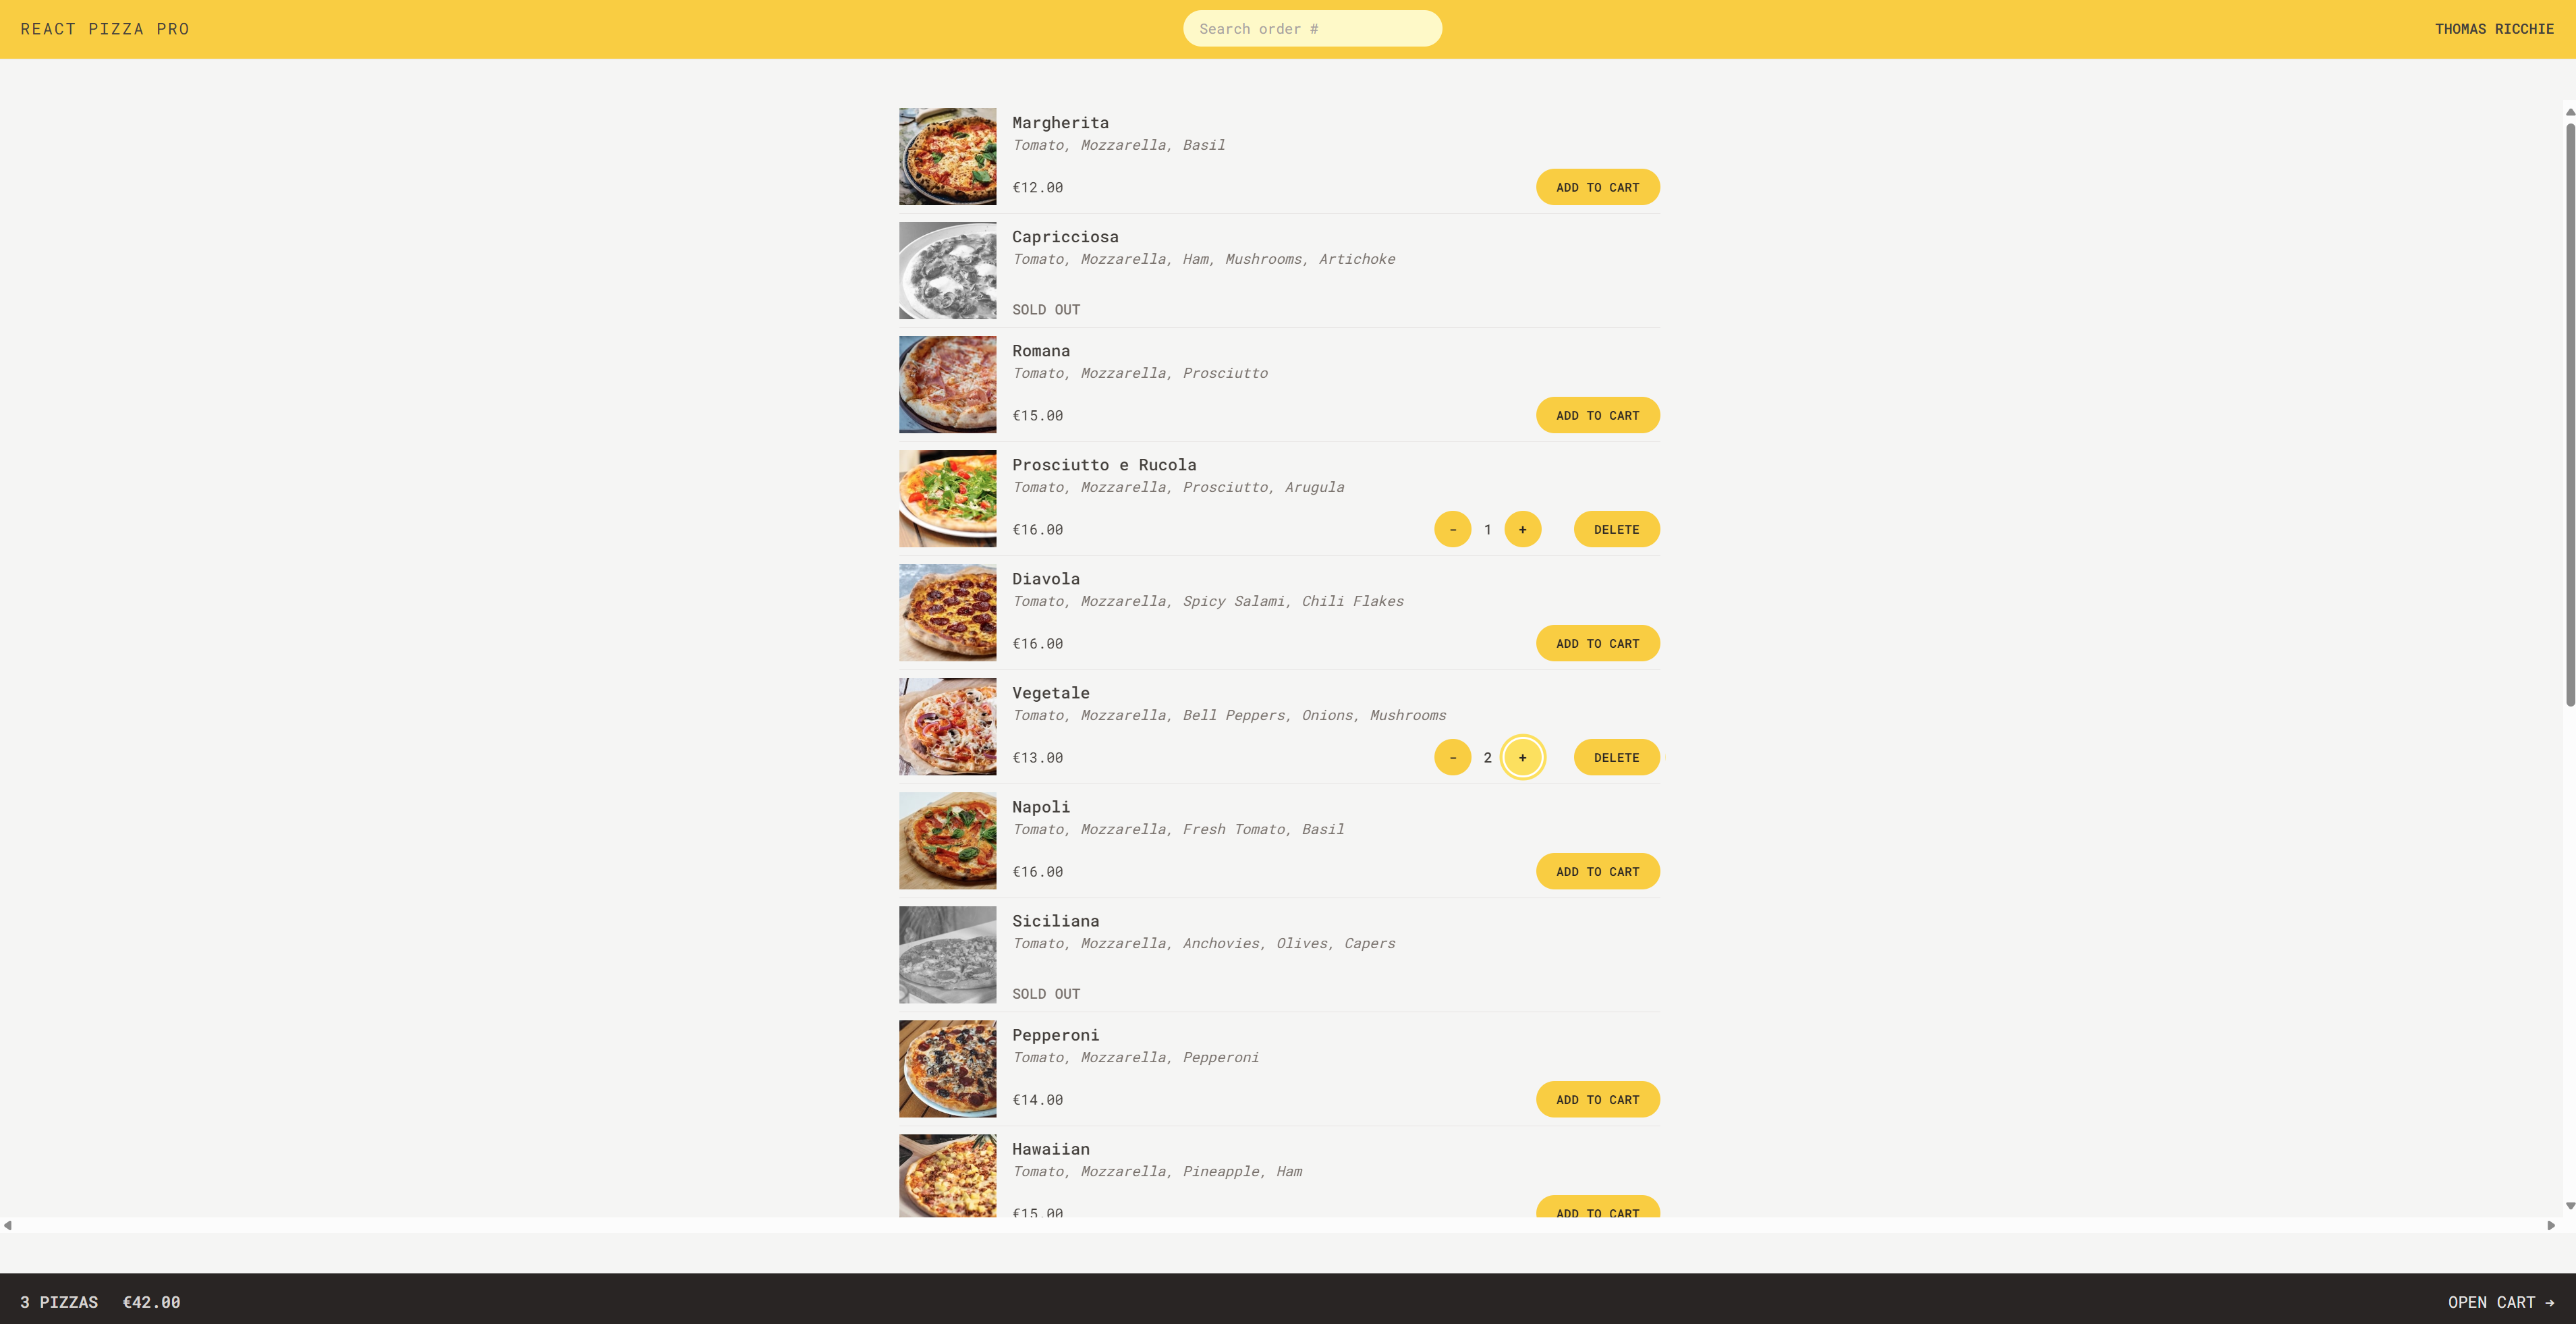 REACT PIZZA PRO
Search order #
THOMAS RICCHIE
Margherita
Tomato, Mozzarella, Basil
€12.00
ADD TO CART
Capricciosa
Tomato, Mozzarella, Ham, Mushrooms, Artichoke
SOLD OUT
Romana
Tomato, Mozzarella, Prosciutto
€15.00
ADD TO CART
Prosciutto e Rucola
Tomato, Mozzarella, Prosciutto, Arugula
€16.00
- 1 +
DELETE
Diavola
Tomato, Mozzarella, Spicy Salami, Chili Flakes
€16.00
ADD TO CART
Vegetale
Tomato, Mozzarella, Bell Peppers, Onions, Mushrooms
€13.00
- 2 +
DELETE
Napoli
Tomato, Mozzarella, Fresh Tomato, Basil
€16.00
ADD TO CART
Siciliana
Tomato, Mozzarella, Anchovies, Olives, Capers
SOLD OUT
Pepperoni
Tomato, Mozzarella, Pepperoni
€14.00
ADD TO CART
Hawaiian
Tomato, Mozzarella, Pineapple, Ham
€15.00
ADD TO CART
3 PIZZAS €42.00
OPEN CART →